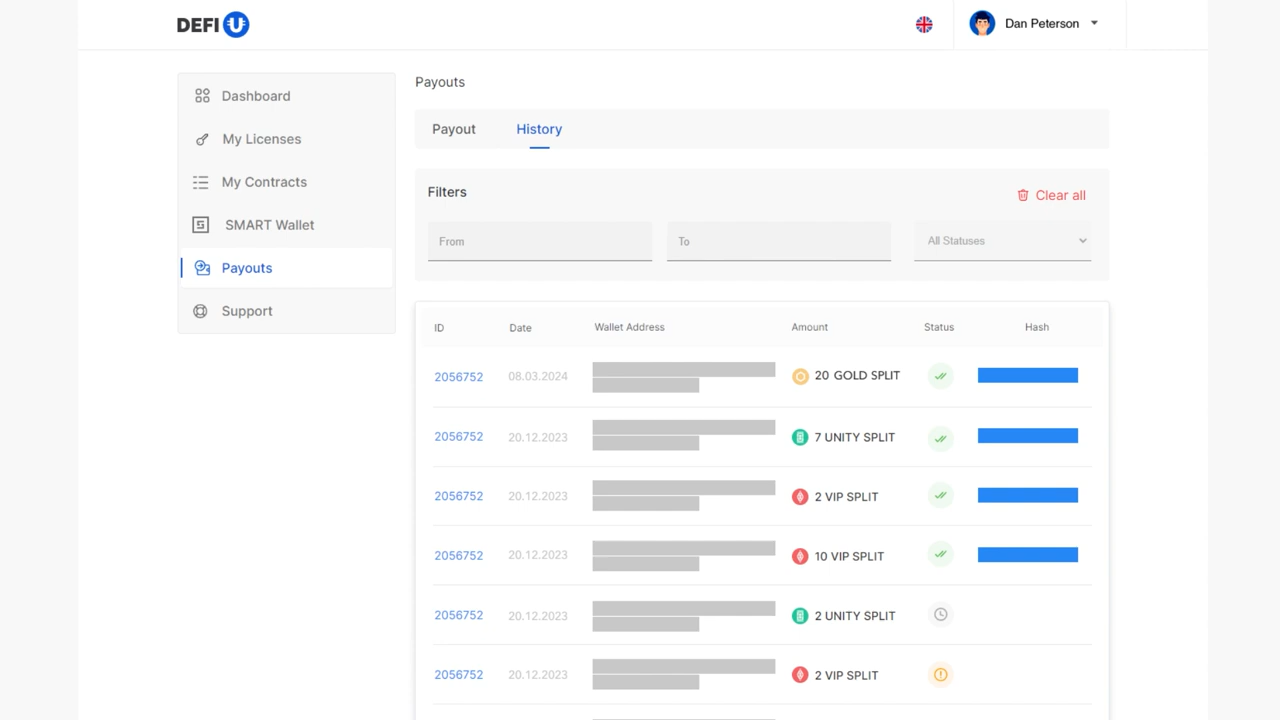 DEFI U
Dan Peterson
Dashboard
My Licenses
My Contracts
SMART Wallet
Payouts
Support
Payouts
Payout History
Filters
Clear all
From To All Statuses
ID Date Wallet Address Amount Status Hash
2056752 08.03.2024 20 GOLD SPLIT
2056752 20.12.2023 7 UNITY SPLIT
2056752 20.12.2023 2 VIP SPLIT
2056752 20.12.2023 10 VIP SPLIT
2056752 20.12.2023 2 UNITY SPLIT
2056752 20.12.2023 2 VIP SPLIT